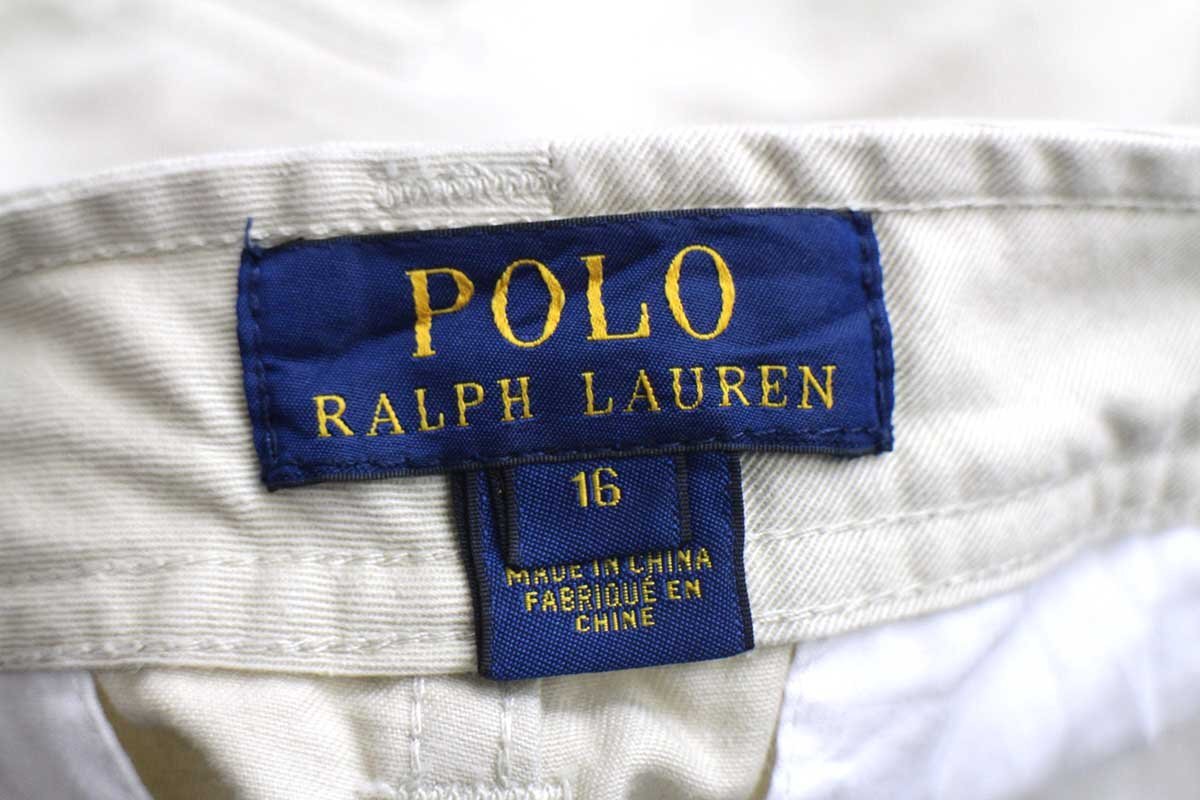 POLO
RALPH LAUREN
16
MADE IN CHINA
FABRIQUÉ EN
CHINE